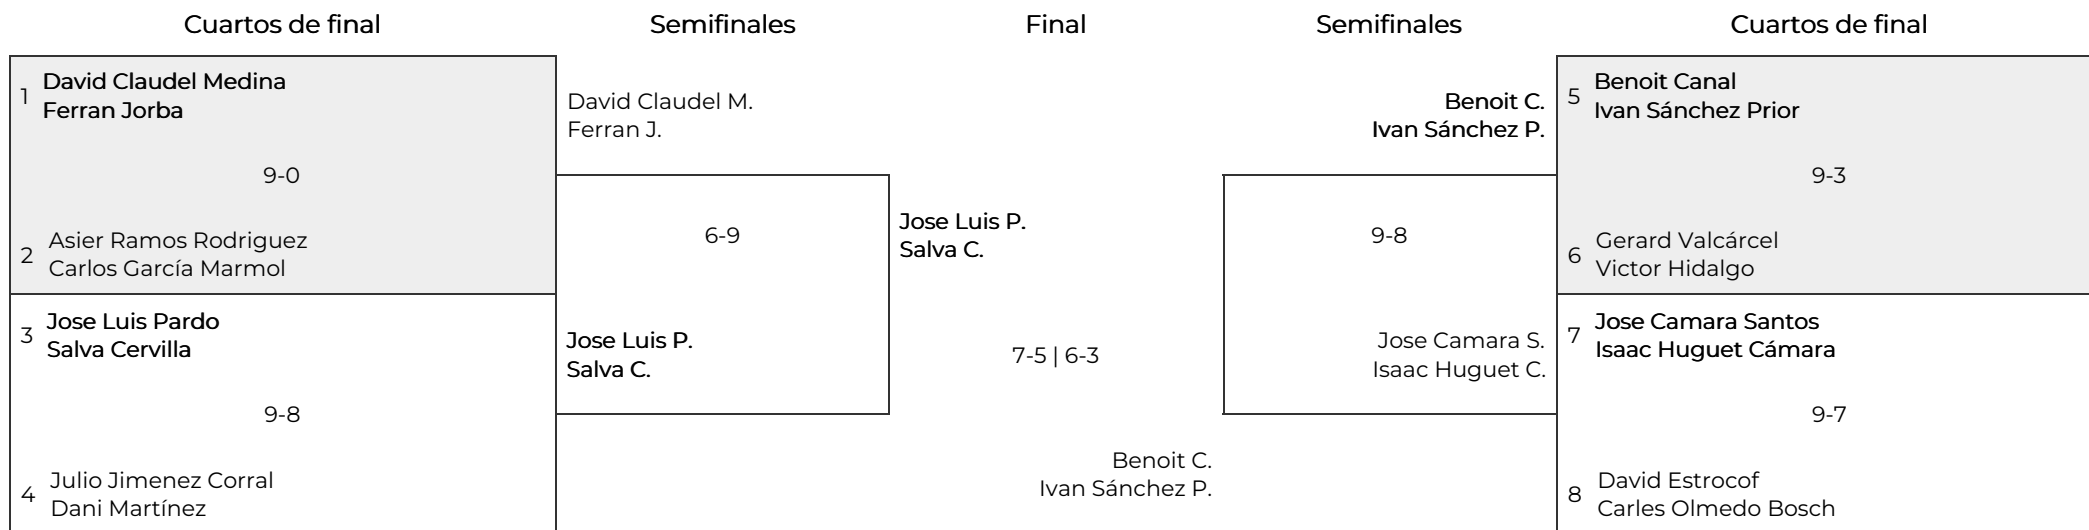 Cuartos de final
Semifinales
Final
Semifinales
Cuartos de final
1
David Claudel Medina
Ferran Jorba
9-0
2
Asier Ramos Rodriguez
Carlos García Marmol
3
Jose Luis Pardo
Salva Cervilla
9-8
4
Julio Jimenez Corral
Dani Martínez
David Claudel M.
Ferran J.
6-9
Jose Luis P.
Salva C.
Jose Luis P.
Salva C.
7-5 | 6-3
Benoit C.
Ivan Sánchez P.
Benoit C.
Ivan Sánchez P.
9-8
Jose Camara S.
Isaac Huguet C.
5
Benoit Canal
Ivan Sánchez Prior
9-3
6
Gerard Valcárcel
Victor Hidalgo
7
Jose Camara Santos
Isaac Huguet Cámara
9-7
8
David Estrocof
Carles Olmedo Bosch